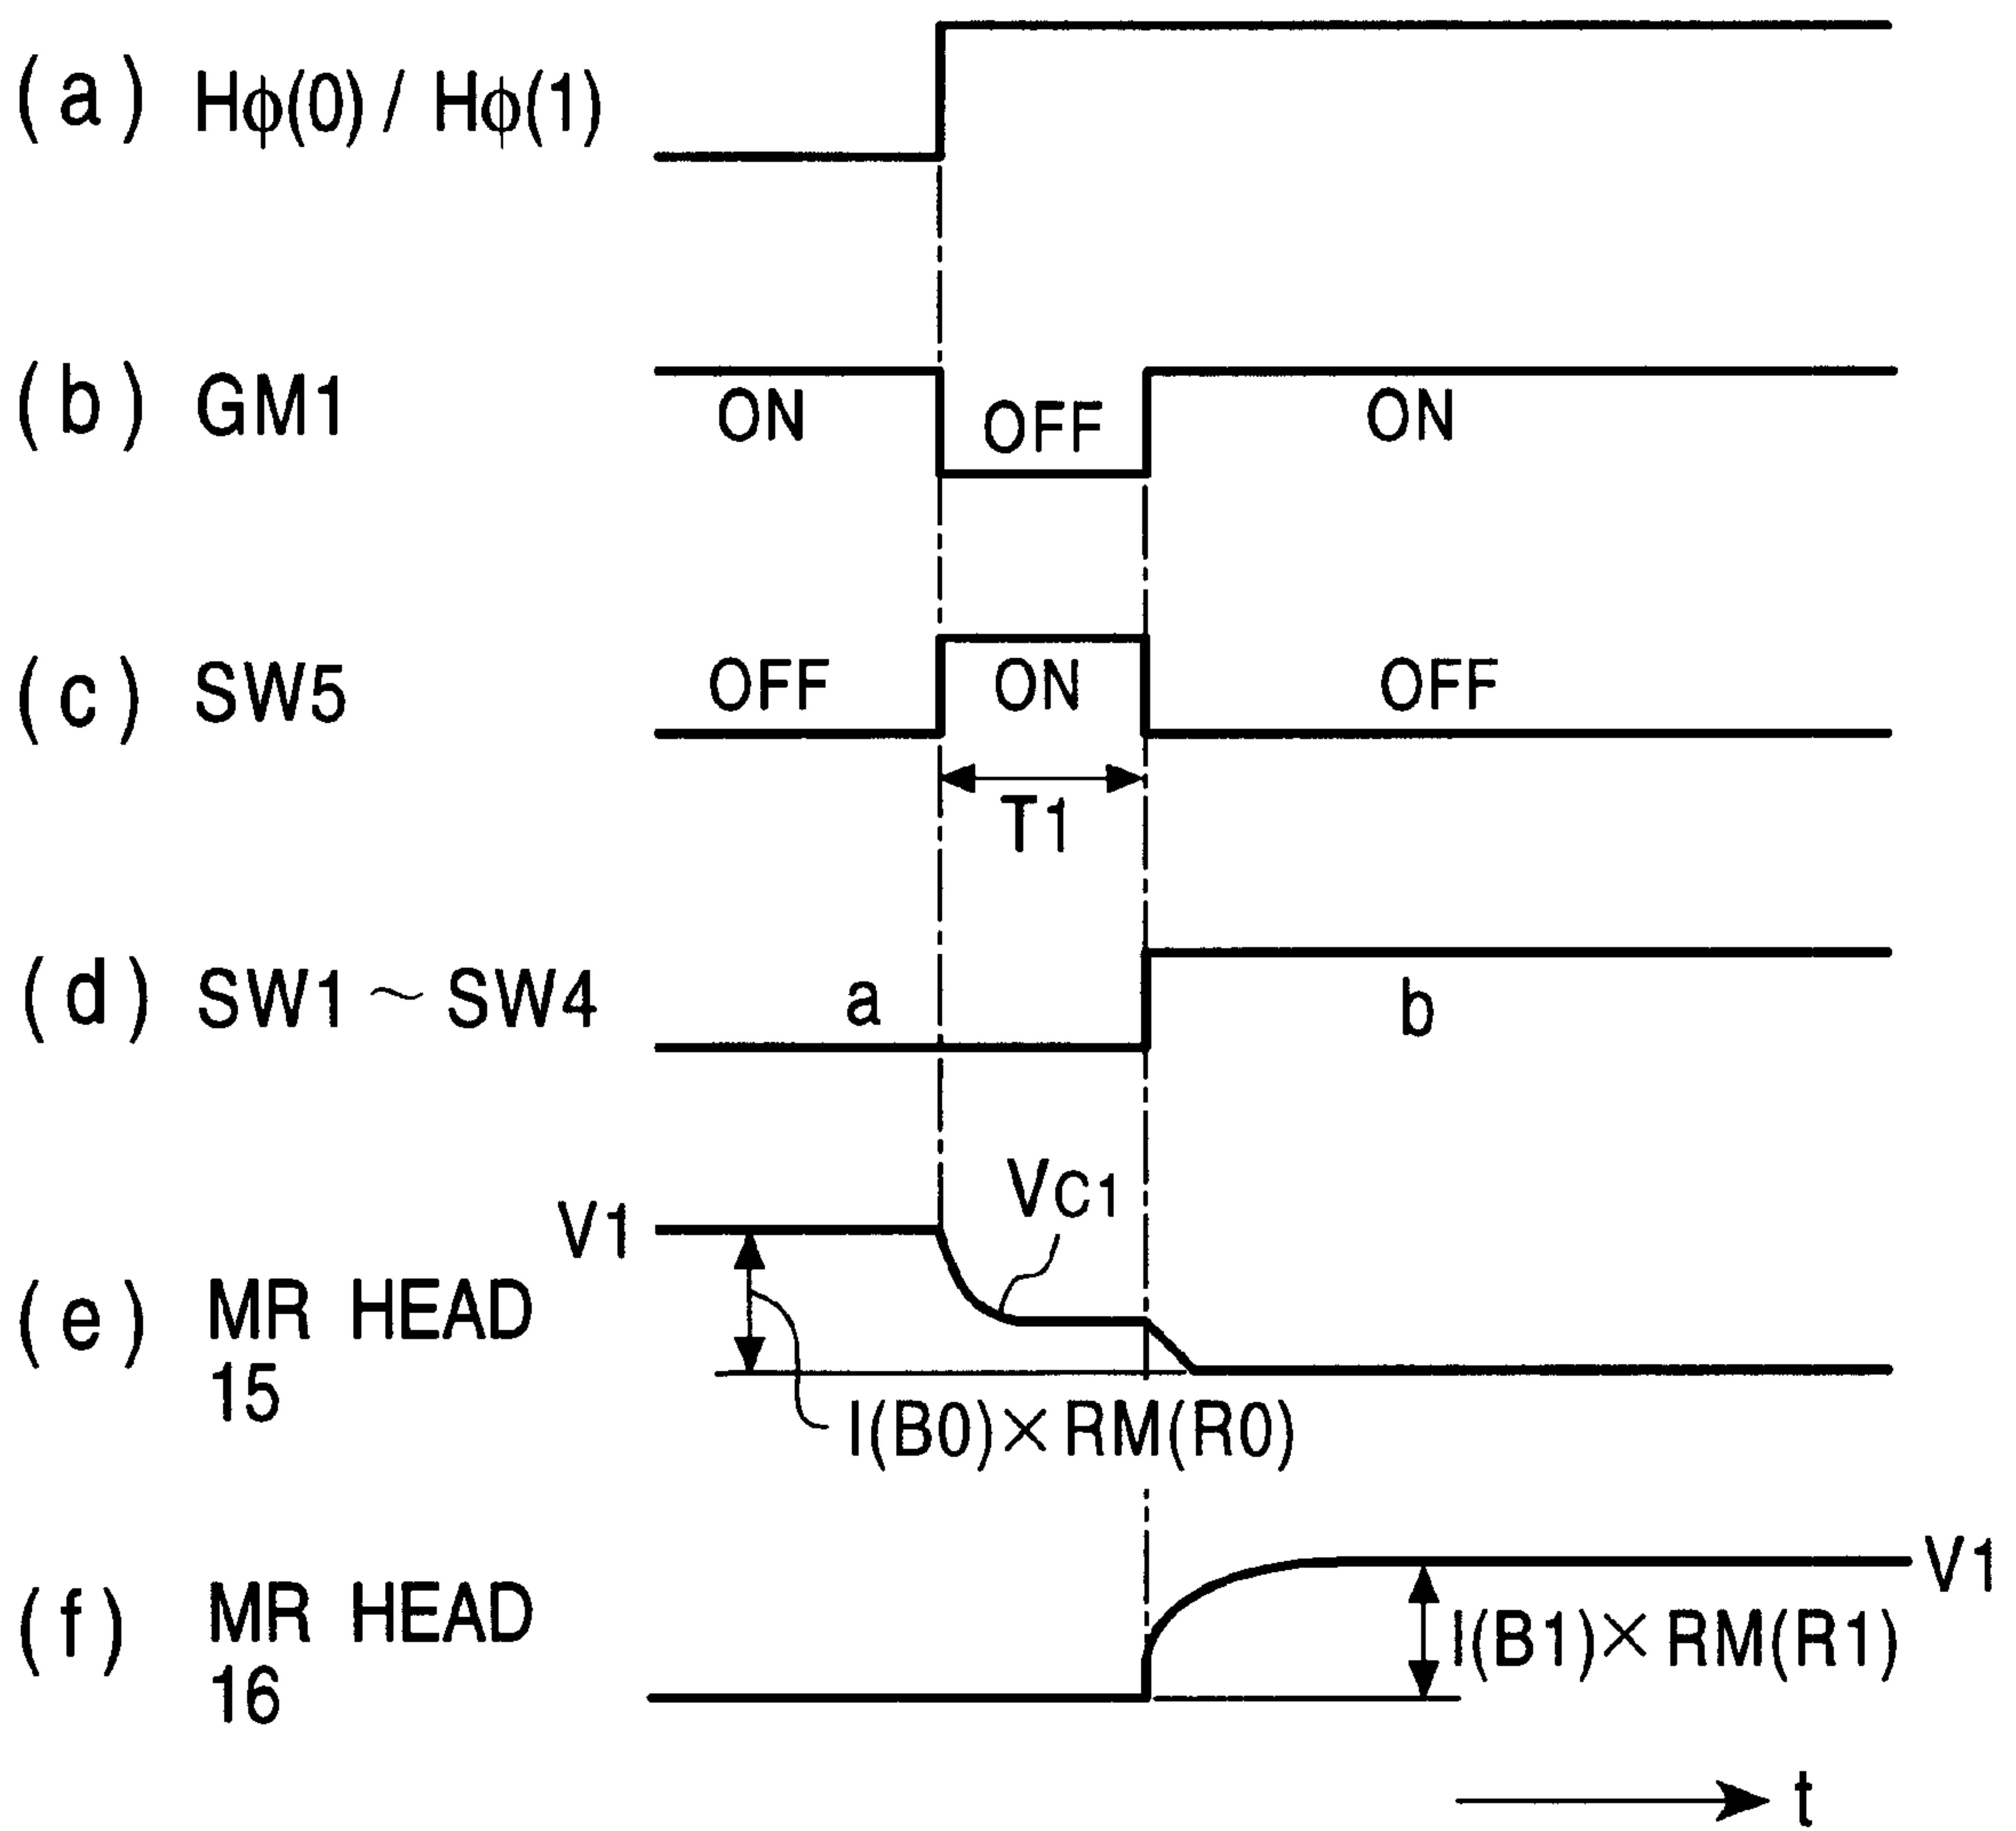 (a) Hφ(0) / Hφ(1)
(b) GM1
ON OFF ON
(c) SW5
OFF ON OFF
T1
(d) SW1～SW4
a b
VC1
V1
(e) MR HEAD
15
I(B0)×RM(R0)
V1
(f) MR HEAD
16
I(B1)×RM(R1)
t